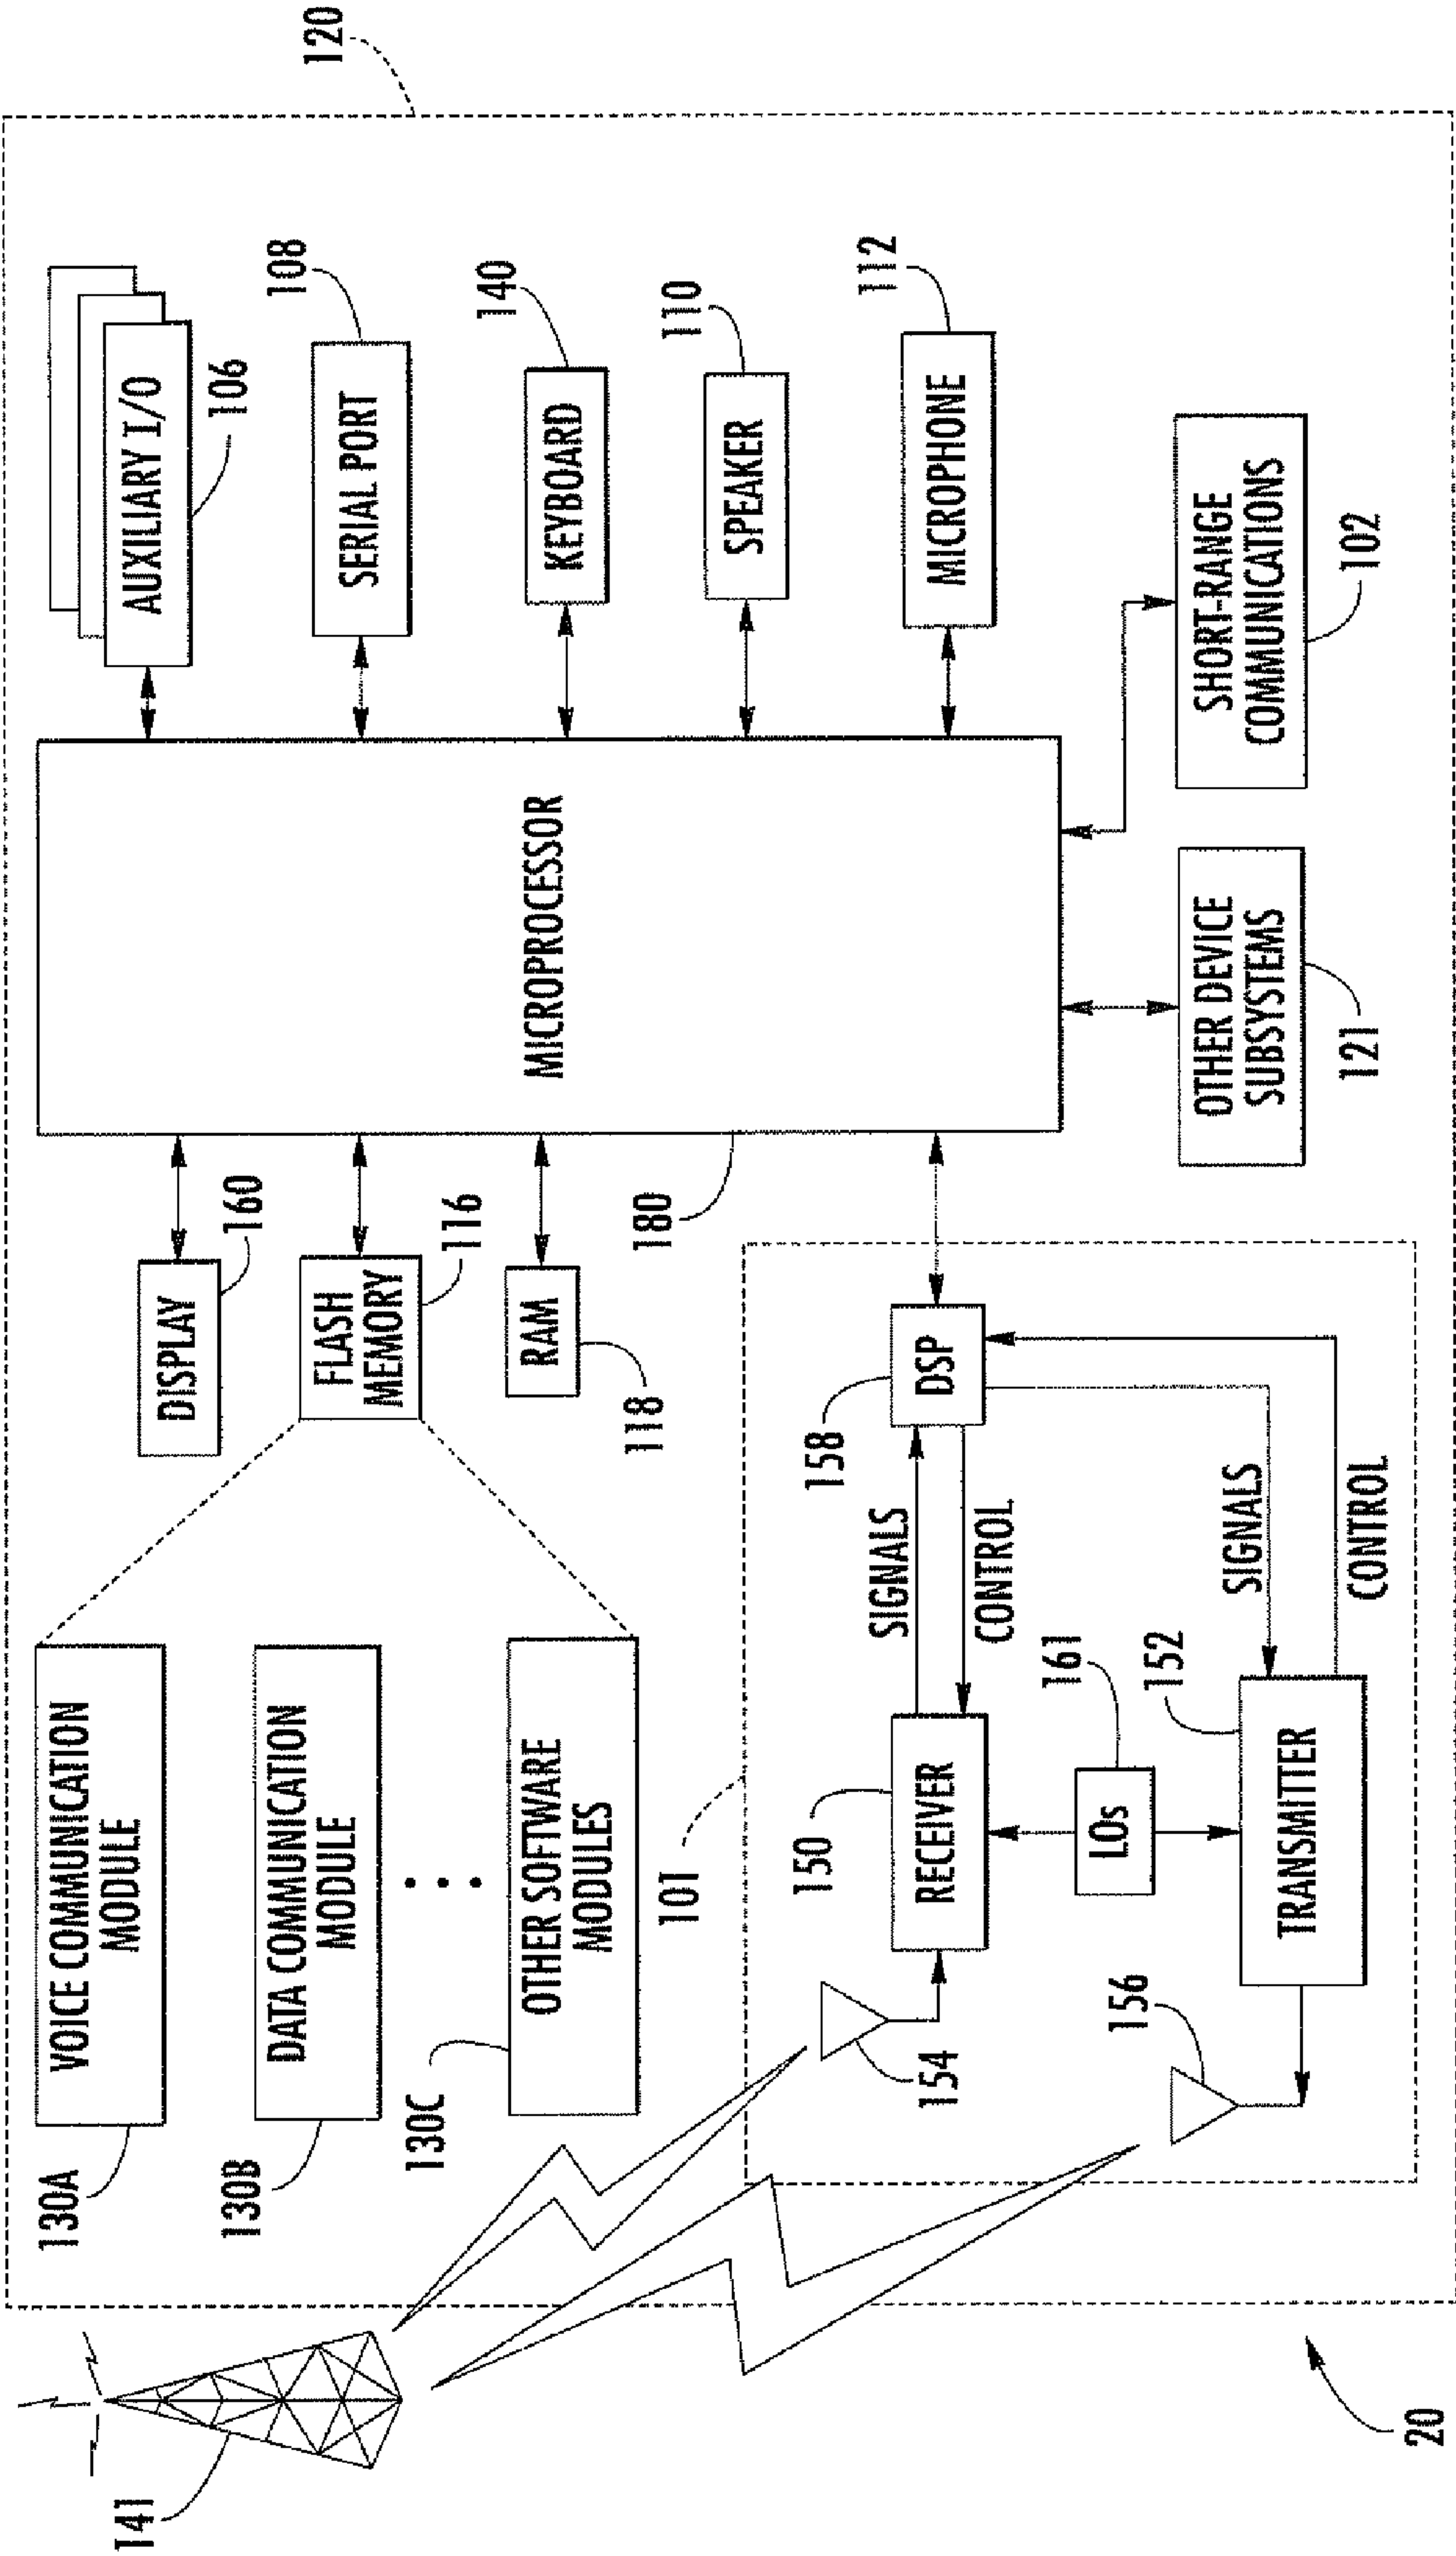 120
AUXILIARY I/O
106
SERIAL PORT
108
KEYBOARD
140
SPEAKER
110
MICROPHONE
112
SHORT-RANGE
COMMUNICATIONS
102
MICROPROCESSOR
180
OTHER DEVICE
SUBSYSTEMS
121
DISPLAY
160
FLASH
MEMORY
116
RAM
118
VOICE COMMUNICATION
MODULE
130A
DATA COMMUNICATION
MODULE
130B
OTHER SOFTWARE
MODULES
130C
101
DSP
158
SIGNALS
CONTROL
SIGNALS
CONTROL
RECEIVER
150
LOs
161
TRANSMITTER
152
154
156
141
20